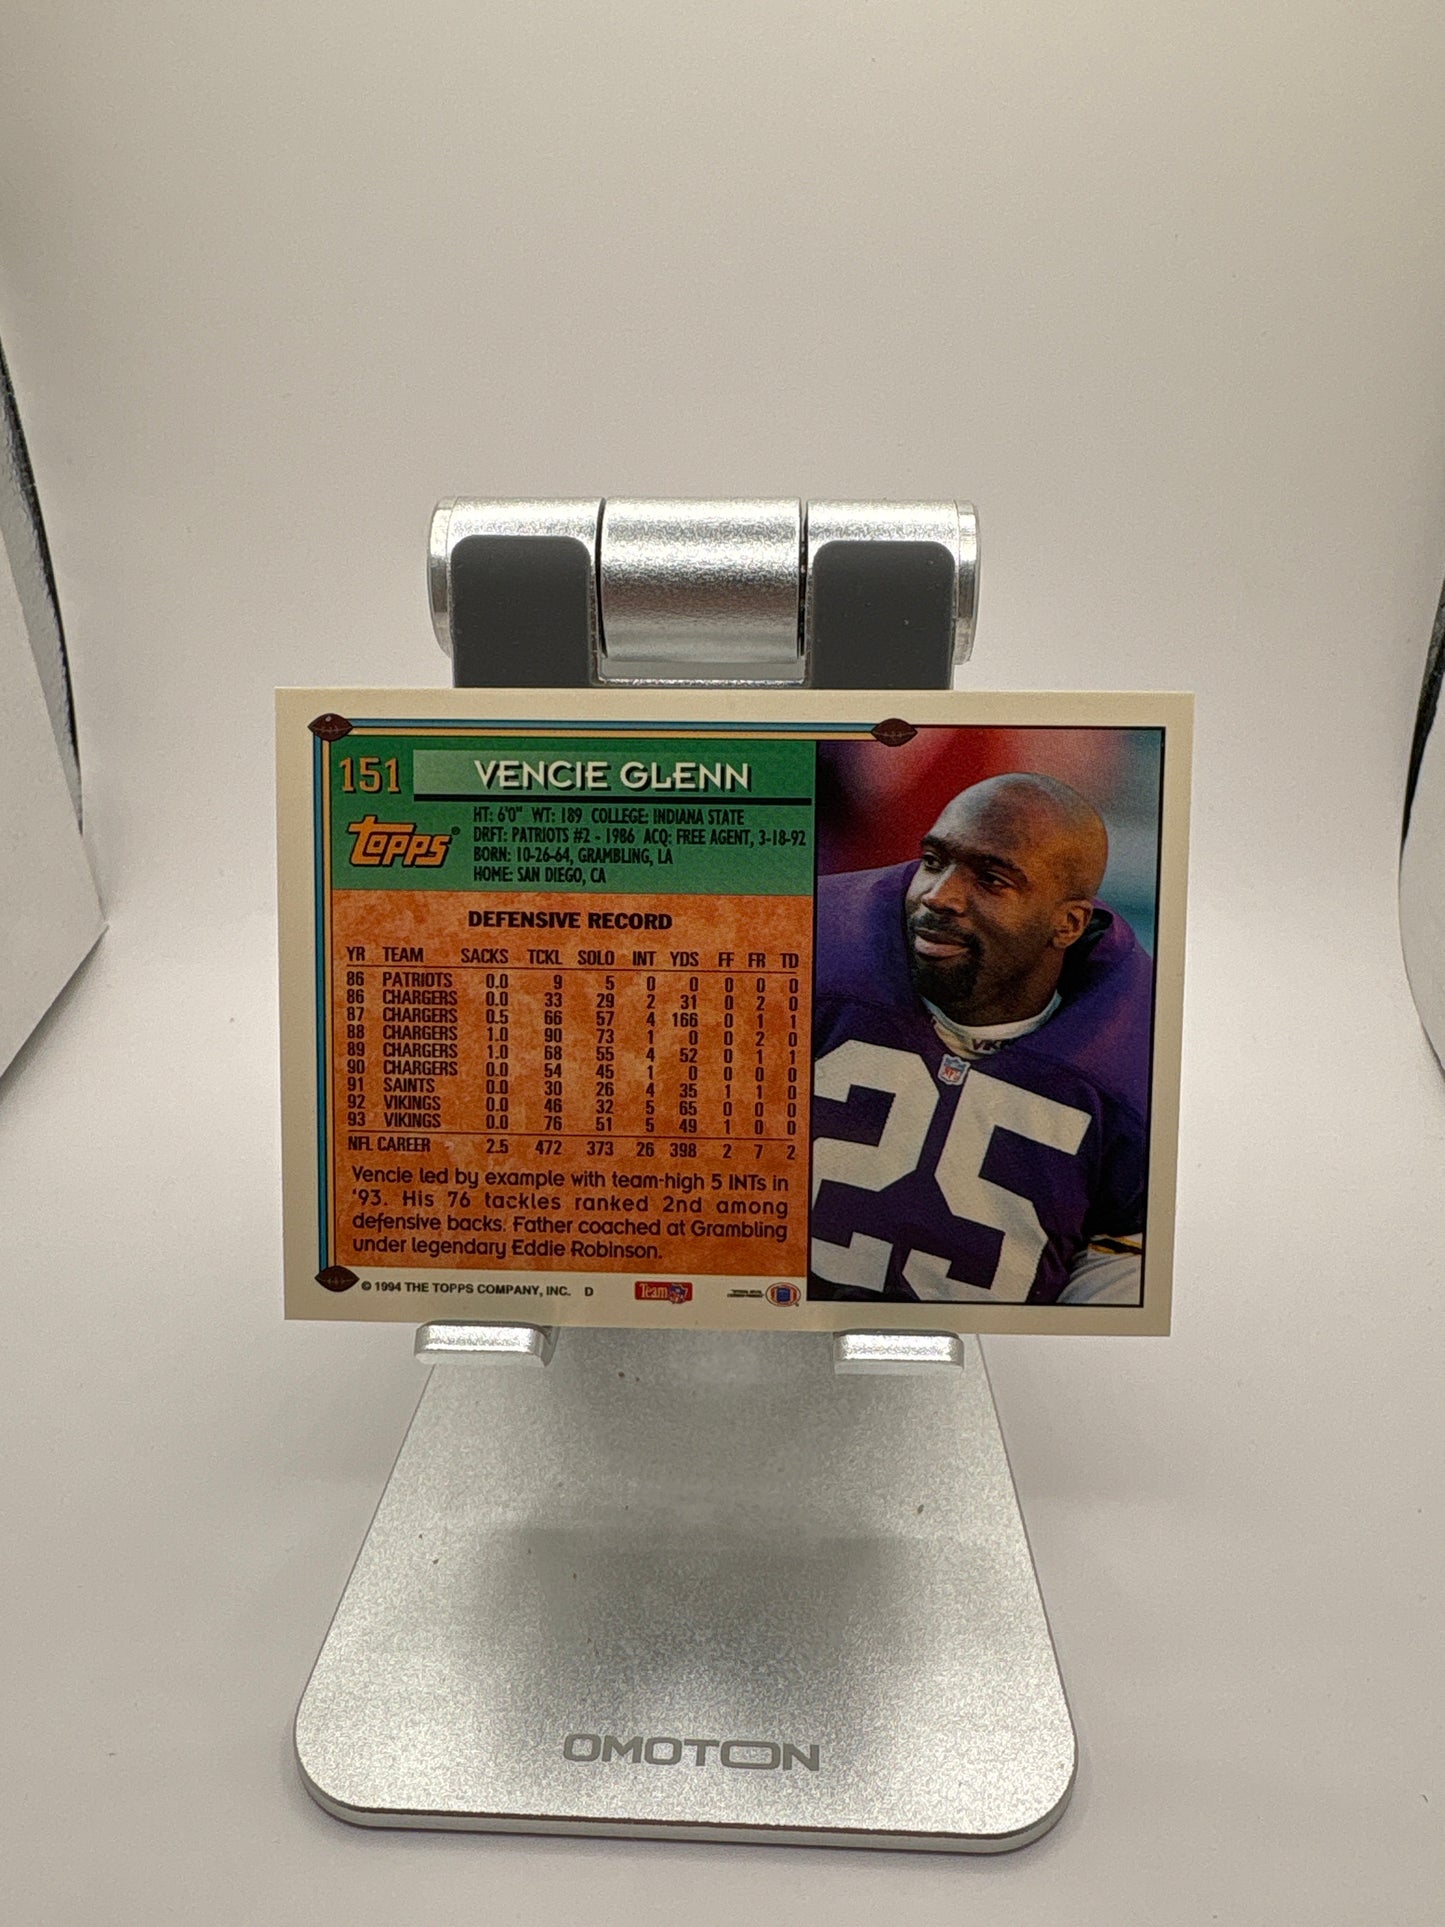 151 VENCIE GLENN
Topps®
HT: 6'0" WT: 189 COLLEGE: INDIANA STATE
DRFT: PATRIOTS #2 - 1986 ACQ: FREE AGENT, 3-18-92
BORN: 10-26-64, GRAMBLING, LA
HOME: SAN DIEGO, CA
DEFENSIVE RECORD
YR TEAM SACKS TCKL SOLO INT YDS FF FR TD
86 PATRIOTS 0.0 9 5 0 0 0 0 0
86 CHARGERS 0.0 33 29 2 31 0 2 0
87 CHARGERS 0.5 66 57 4 166 0 1 1
88 CHARGERS 1.0 90 73 1 0 0 2 0
89 CHARGERS 1.0 68 55 4 52 0 1 1
90 CHARGERS 0.0 54 45 1 0 0 0 0
91 SAINTS 0.0 30 26 4 35 1 1 0
92 VIKINGS 0.0 46 32 5 65 0 0 0
93 VIKINGS 0.0 76 51 5 49 1 0 0
NFL CAREER 2.5 472 373 26 398 2 7 2
Vencie led by example with team-high 5 INTs in
'93. His 76 tackles ranked 2nd among
defensive backs. Father coached at Grambling
under legendary Eddie Robinson.
© 1994 THE TOPPS COMPANY, INC. D Team NFL
VIK
NFL
25
OMOTON